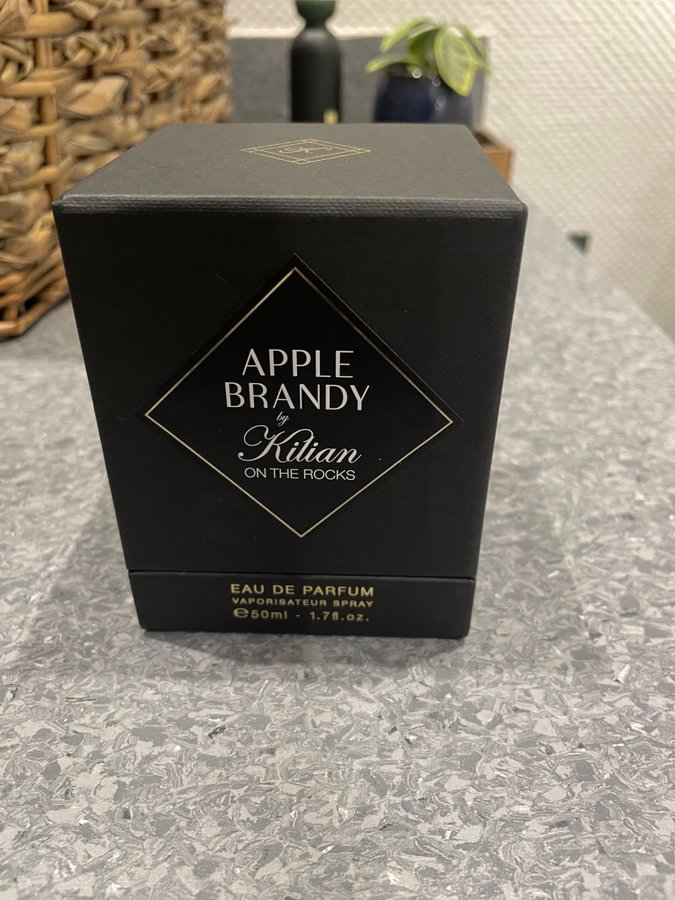 APPLE
BRANDY
by
Kilian
ON THE ROCKS
EAU DE PARFUM
VAPORISATEUR SPRAY
℮50ml - 1.7fl.oz.